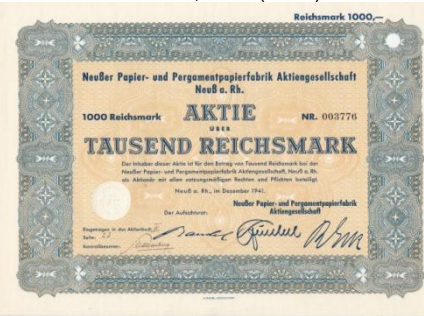 Reichsmark 1000,—
Neußer Papier- und Pergamentpapierfabrik Aktiengesellschaft
Neuß a. Rh.
1000 Reichsmark AKTIE NR. 003776
ÜBER
TAUSEND REICHSMARK
Der Inhaber dieser Aktie ist für den Betrag von Tausend Reichsmark bei der
Neußer Papier- und Pergamentpapierfabrik Aktiengesellschaft, Neuß a. Rh.
als Aktionär mit allen satzungsmäßigen Rechten und Pflichten beteiligt.
Neuß a. Rh., im Dezember 1941.
Der Aufsichtsrat:
Neußer Papier- und Pergamentpapierfabrik
Aktiengesellschaft
Eingetragen in das Aktienbuch
Seite: 
Kontrollbeamter: